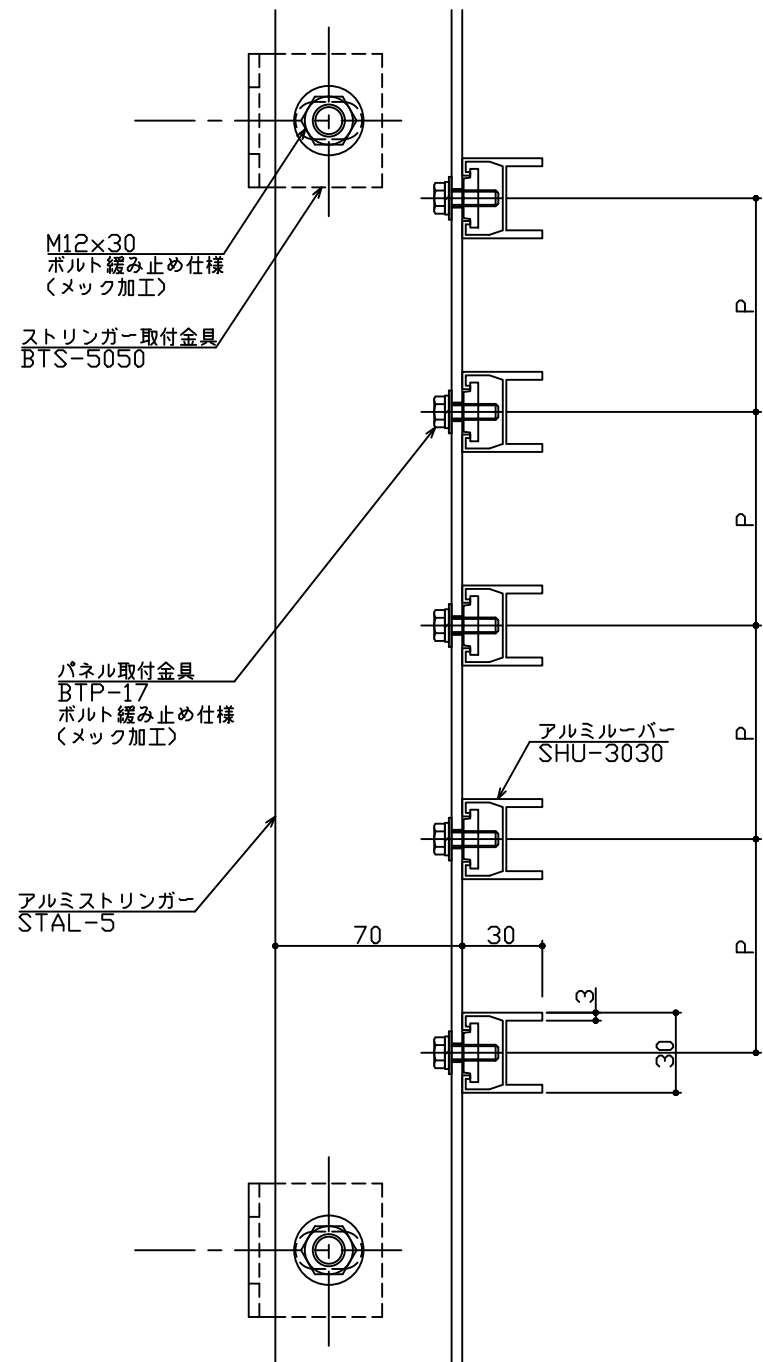 M12x30
ボルト緩み止め仕様
(メック加工)
ストリンガー取付金具
BTS-5050
P
P
パネル取付金具
BTP-17
ボルト緩み止め仕様
(メック加工)
アルミルーバー
SHU-3030
P
アルミストリンガー
STAL-5
70
30
P
3
30